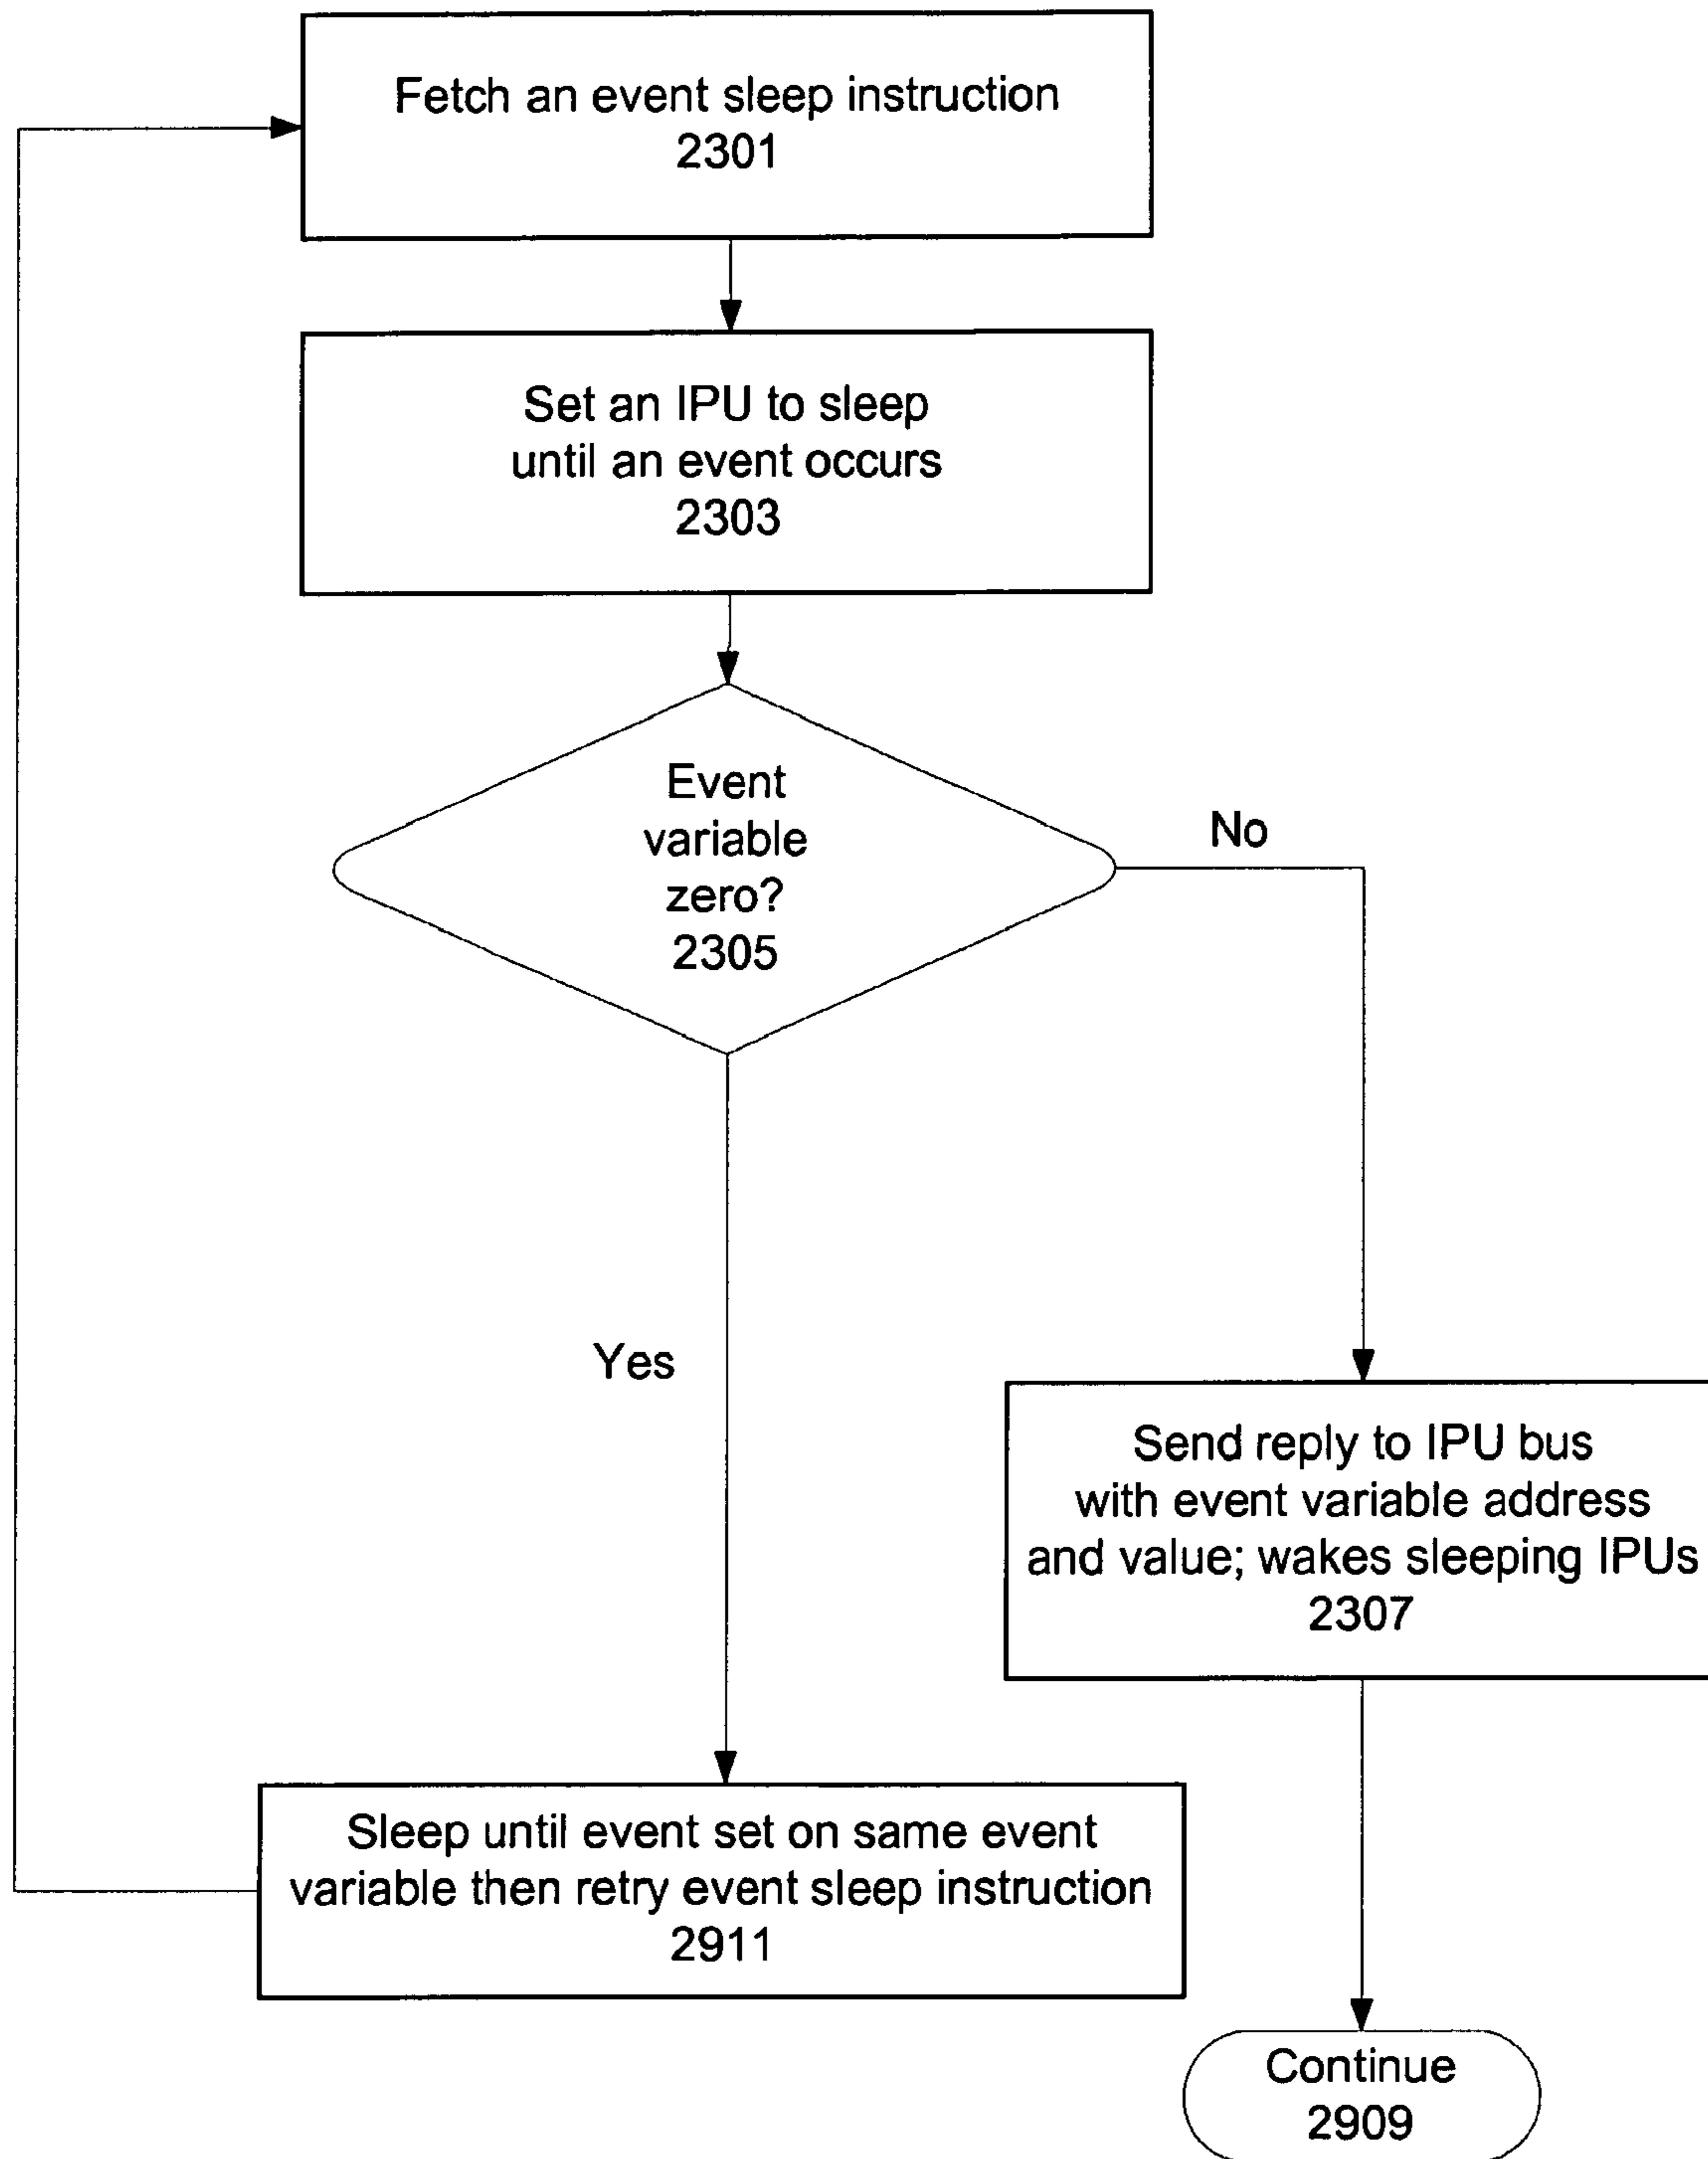 Fetch an event sleep instruction
2301
Set an IPU to sleep
until an event occurs
2303
Event
variable
zero?
2305
No
Yes
Send reply to IPU bus
with event variable address
and value; wakes sleeping IPUs
2307
Sleep until event set on same event
variable then retry event sleep instruction
2911
Continue
2909